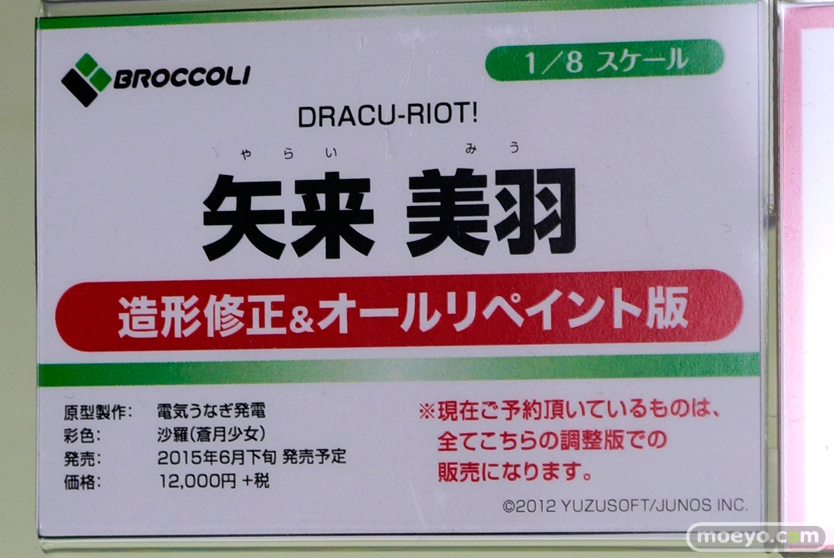 BROCCOLI
1/8 スケール
DRACU-RIOT!
やらい みう
矢来 美羽
造形修正&オールリペイント版
原型製作: 電気うなぎ発電
彩色: 沙羅(蒼月少女)
発売: 2015年6月下旬 発売予定
価格: 12,000円+税
※現在ご予約頂いているものは、
全てこちらの調整版での
販売になります。
©2012 YUZUSOFT/JUNOS INC.
moeyo.com